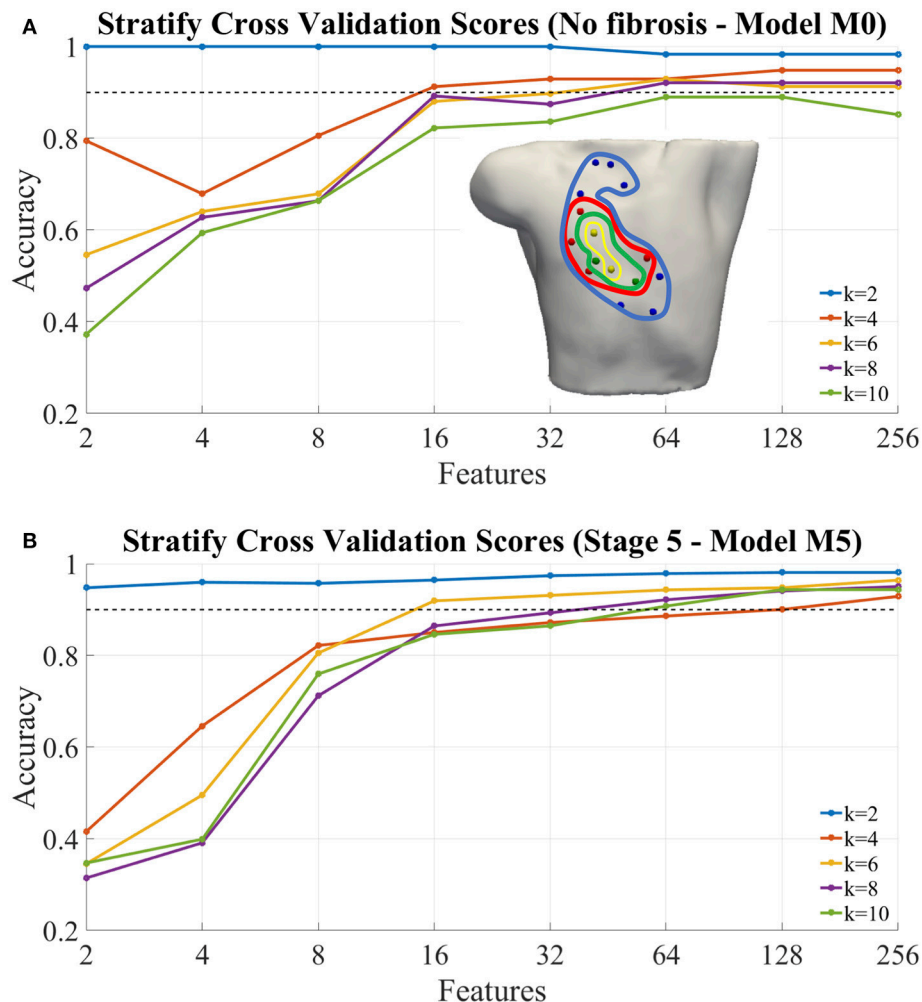 A
Stratify Cross Validation Scores (No fibrosis - Model M0)
1
0.8
0.6
0.4
0.2
Accuracy
k=2
k=4
k=6
k=8
k=10
2 4 8 16 32 64 128 256
Features
B
Stratify Cross Validation Scores (Stage 5 - Model M5)
1
0.8
0.6
0.4
0.2
Accuracy
k=2
k=4
k=6
k=8
k=10
2 4 8 16 32 64 128 256
Features